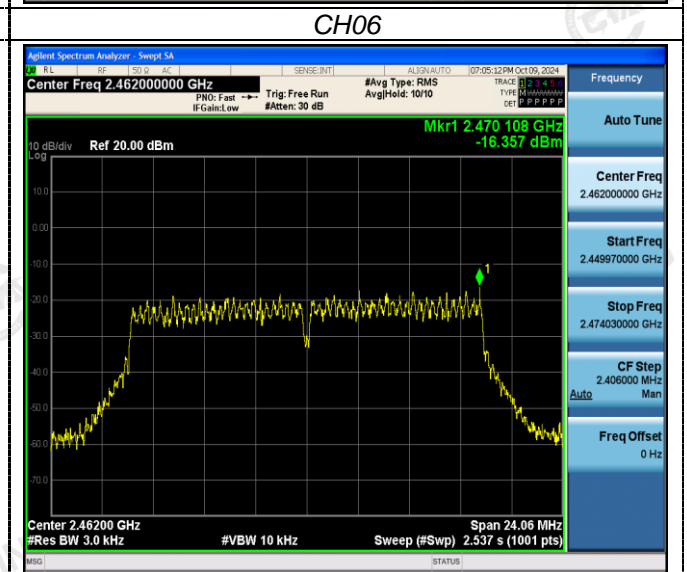 CH06
Agilent Spectrum Analyzer - Swept SA
RL RF 50 Ω AC SENSE:INT ALIGN AUTO 07:05:12 PM Oct 09, 2024
Center Freq 2.462000000 GHz
PNO: Fast
IFGain:Low
Trig: Free Run
#Atten: 30 dB
#Avg Type: RMS
Avg|Hold: 10/10
TRACE 1 2 3 4 5 6
TYPE M
DET P P P P P P
Mkr1 2.470 108 GHz
-16.357 dBm
10 dB/div Ref 20.00 dBm
Log
10.0
0.00
-10.0
-20.0
-30.0
-40.0
-50.0
-60.0
-70.0
1
Center 2.46200 GHz Span 24.06 MHz
#Res BW 3.0 kHz #VBW 10 kHz Sweep (#Swp) 2.537 s (1001 pts)
MSG STATUS
Frequency
Auto Tune
Center Freq
2.462000000 GHz
Start Freq
2.449970000 GHz
Stop Freq
2.474030000 GHz
CF Step
2.406000 MHz
Auto Man
Freq Offset
0 Hz